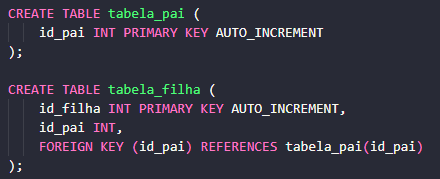 CREATE TABLE tabela_pai (
    id_pai INT PRIMARY KEY AUTO_INCREMENT
);
CREATE TABLE tabela_filha (
    id_filha INT PRIMARY KEY AUTO_INCREMENT,
    id_pai INT,
    FOREIGN KEY (id_pai) REFERENCES tabela_pai(id_pai)
);